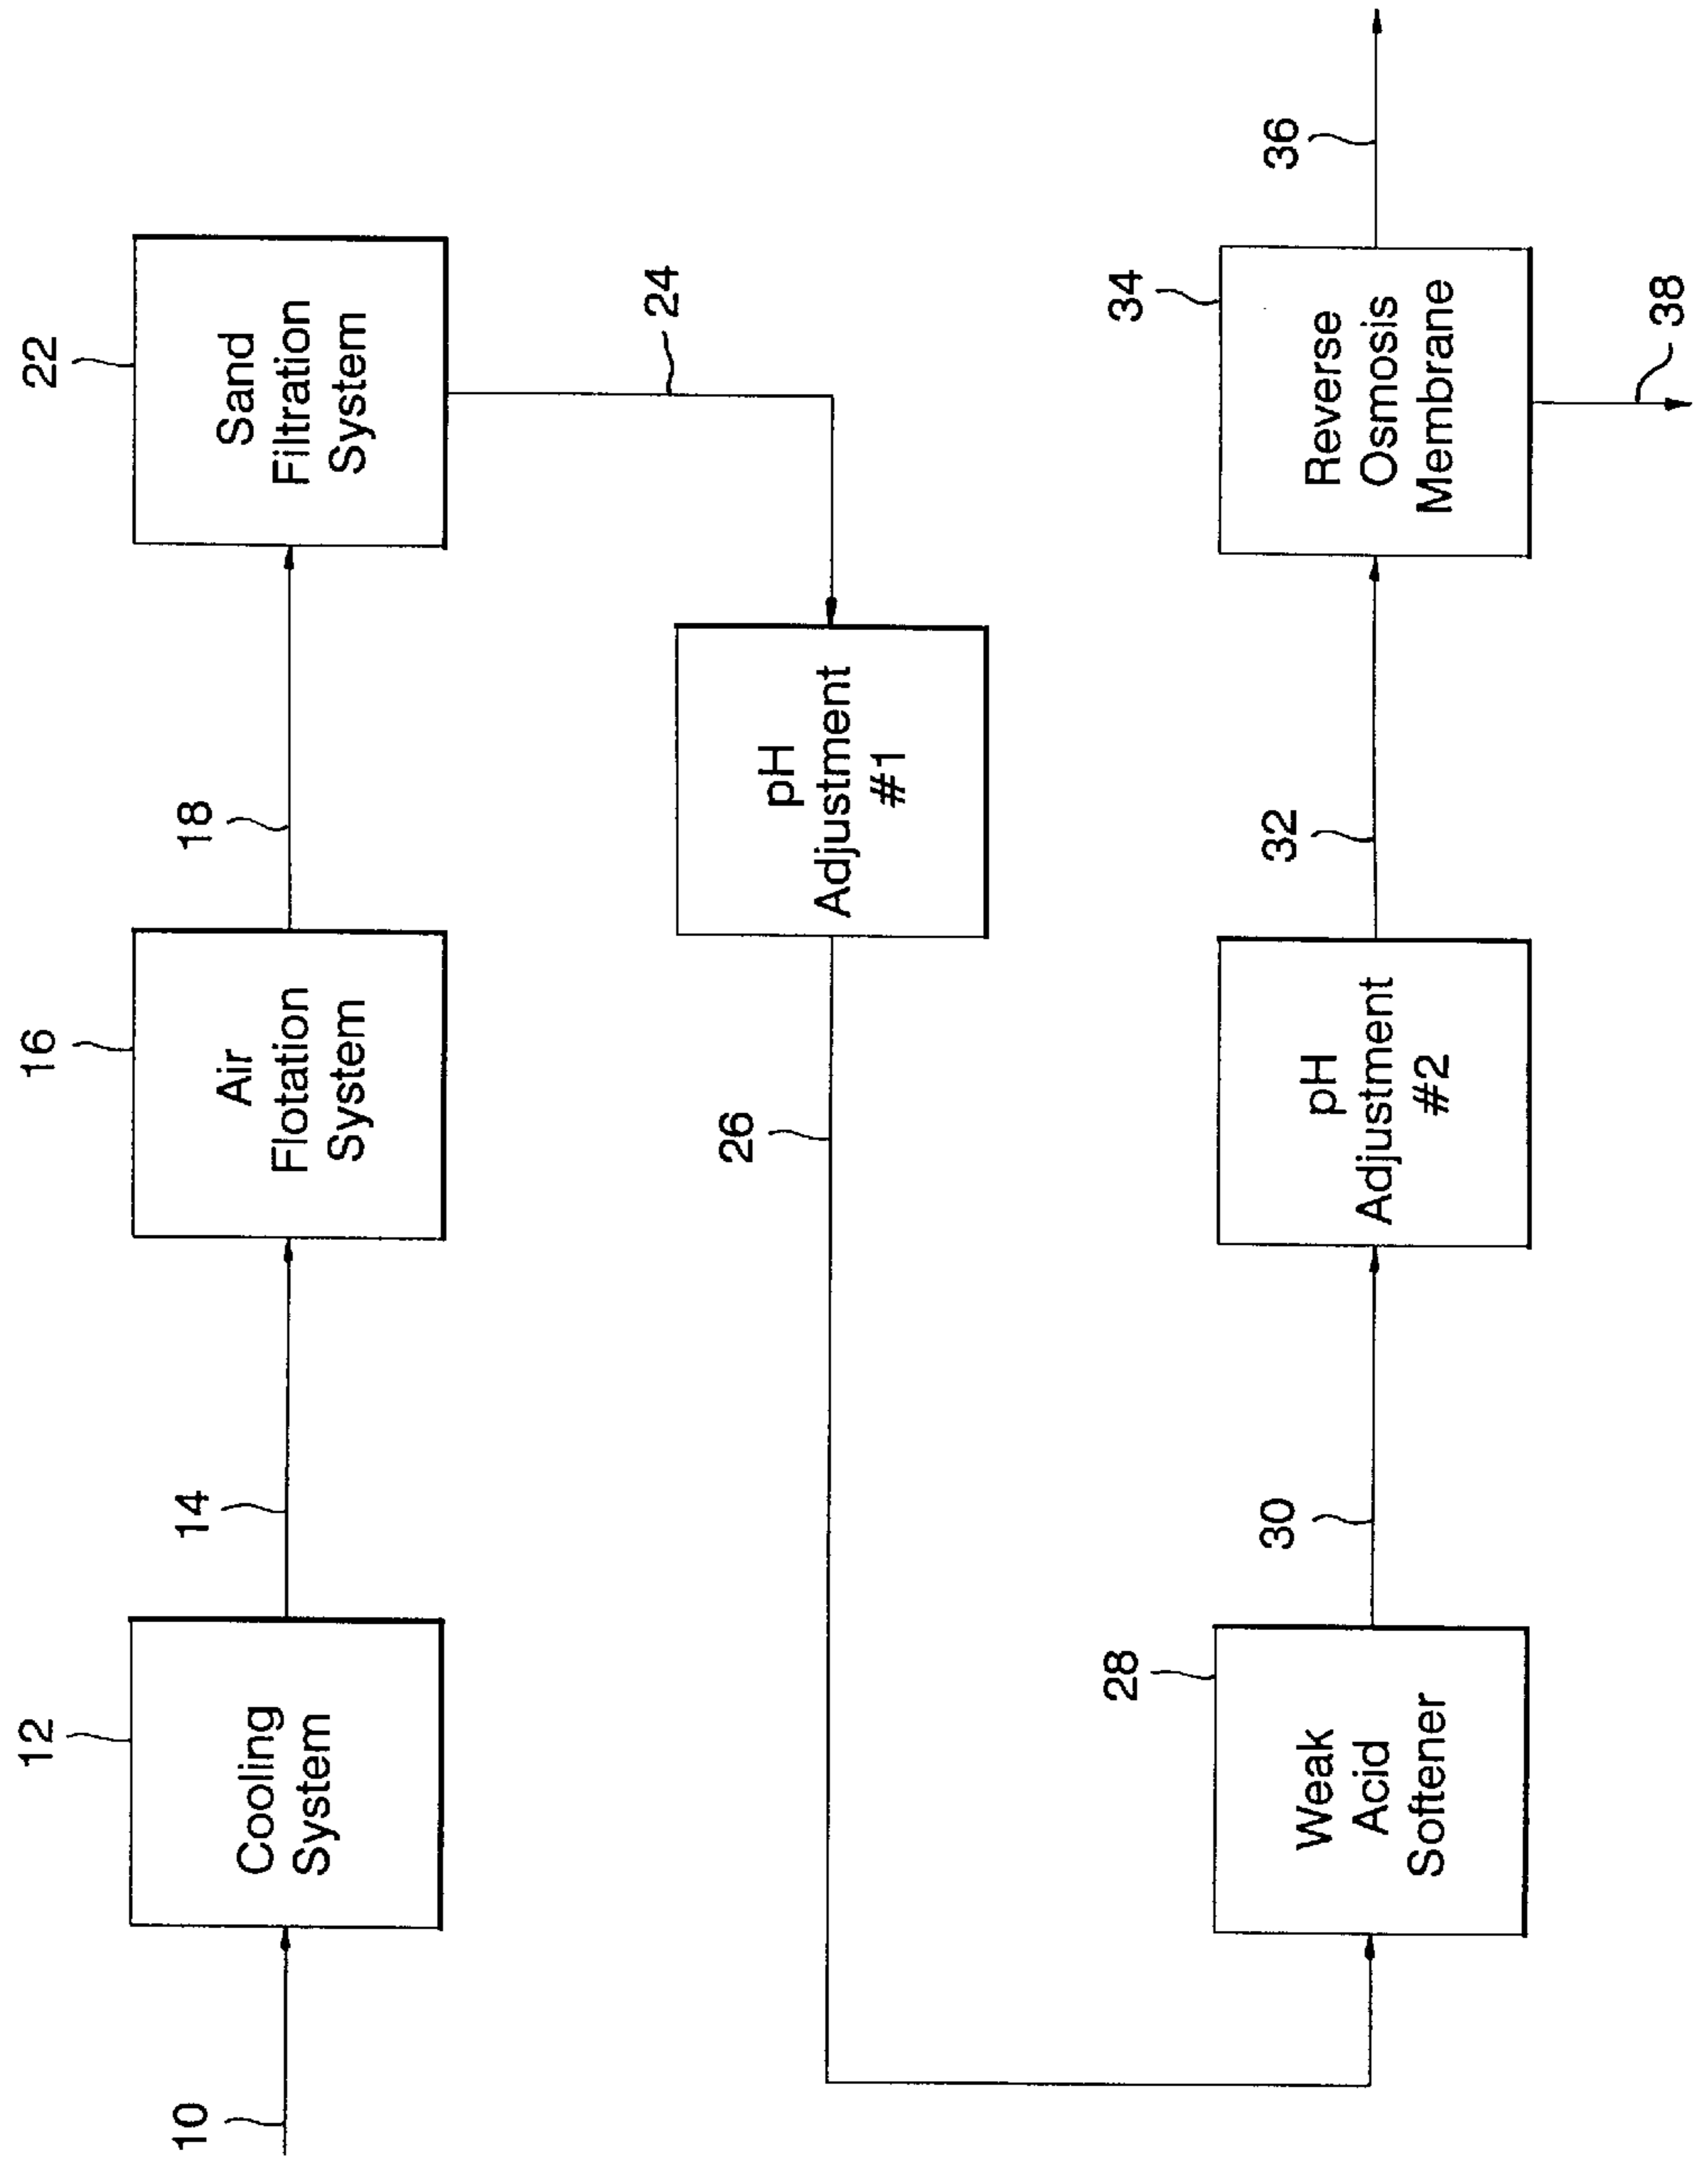 10
12
Cooling
System
14
16
Air
Flotation
System
18
22
Sand
Filtration
System
24
pH
Adjustment
#1
26
28
Weak
Acid
Softener
30
pH
Adjustment
#2
32
34
Reverse
Osmosis
Membrane
36
38